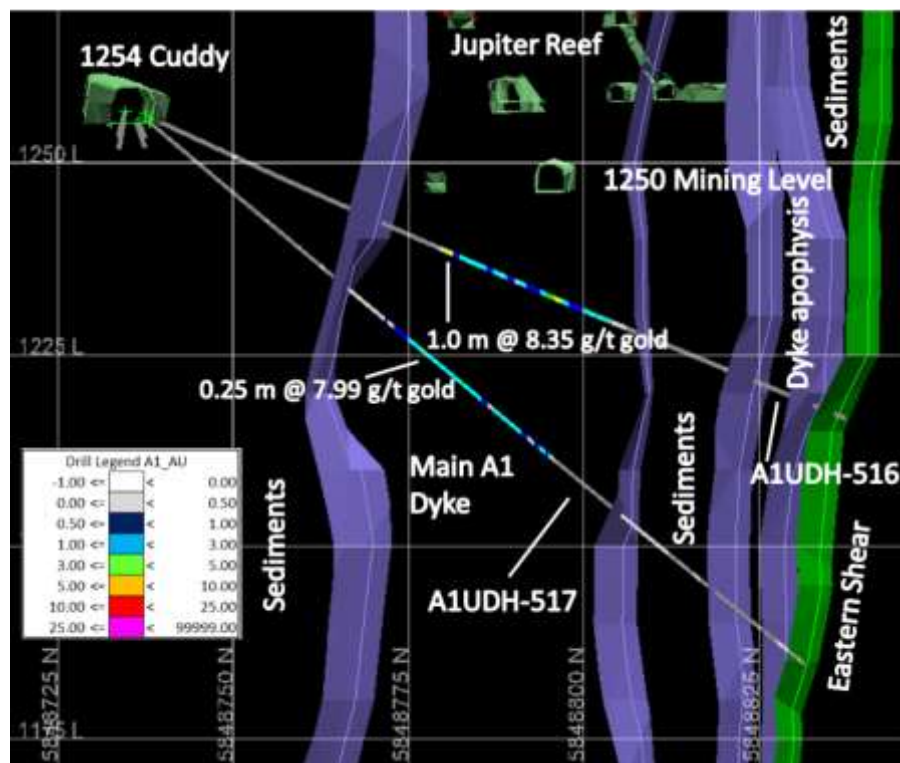 1254 Cuddy
Jupiter Reef
Sediments
1250 L
1250 Mining Level
Dyke apophysis
1.0 m @ 8.35 g/t gold
1225 L
0.25 m @ 7.99 g/t gold
Drill Legend A1_AU
-1.00 <= < 0.00
0.00 <= < 0.50
0.50 <= < 1.00
1.00 <= < 3.00
3.00 <= < 5.00
5.00 <= < 10.00
10.00 <= < 25.00
25.00 <= < 99999.00
Sediments
Main A1
Dyke
Sediments
A1UDH-516
A1UDH-517
Eastern Shear
5848725 N
5848750 N
5848775 N
5848800 N
5848825 N